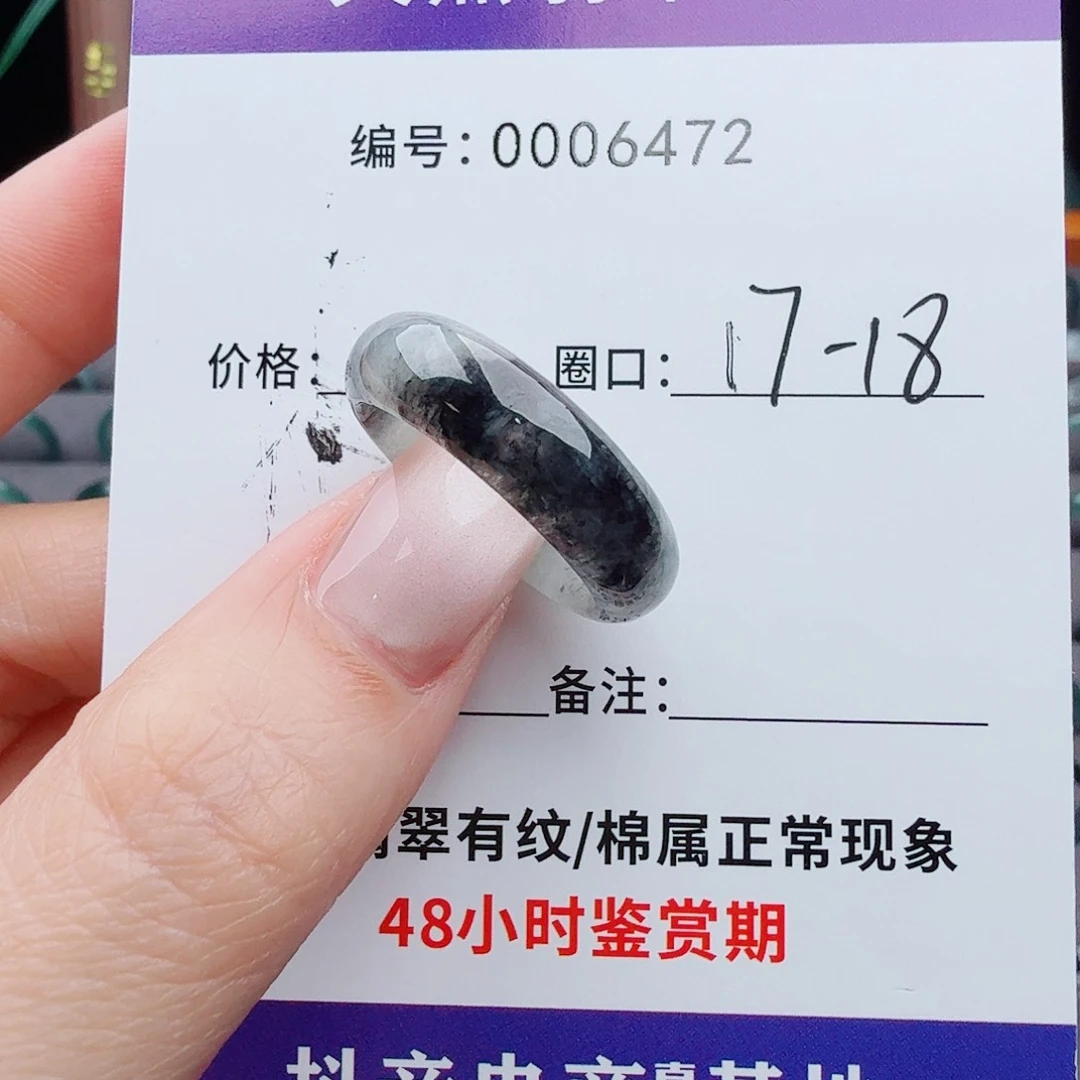 编号：0006472
价格：
圈口：17-18
备注：
翠有纹/棉属正常现象
48小时鉴赏期